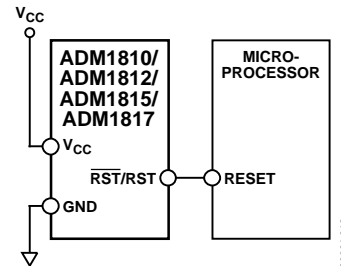 VCC
ADM1810/
ADM1812/
ADM1815/
ADM1817
VCC
RST/RST
GND
MICRO-
PROCESSOR
RESET